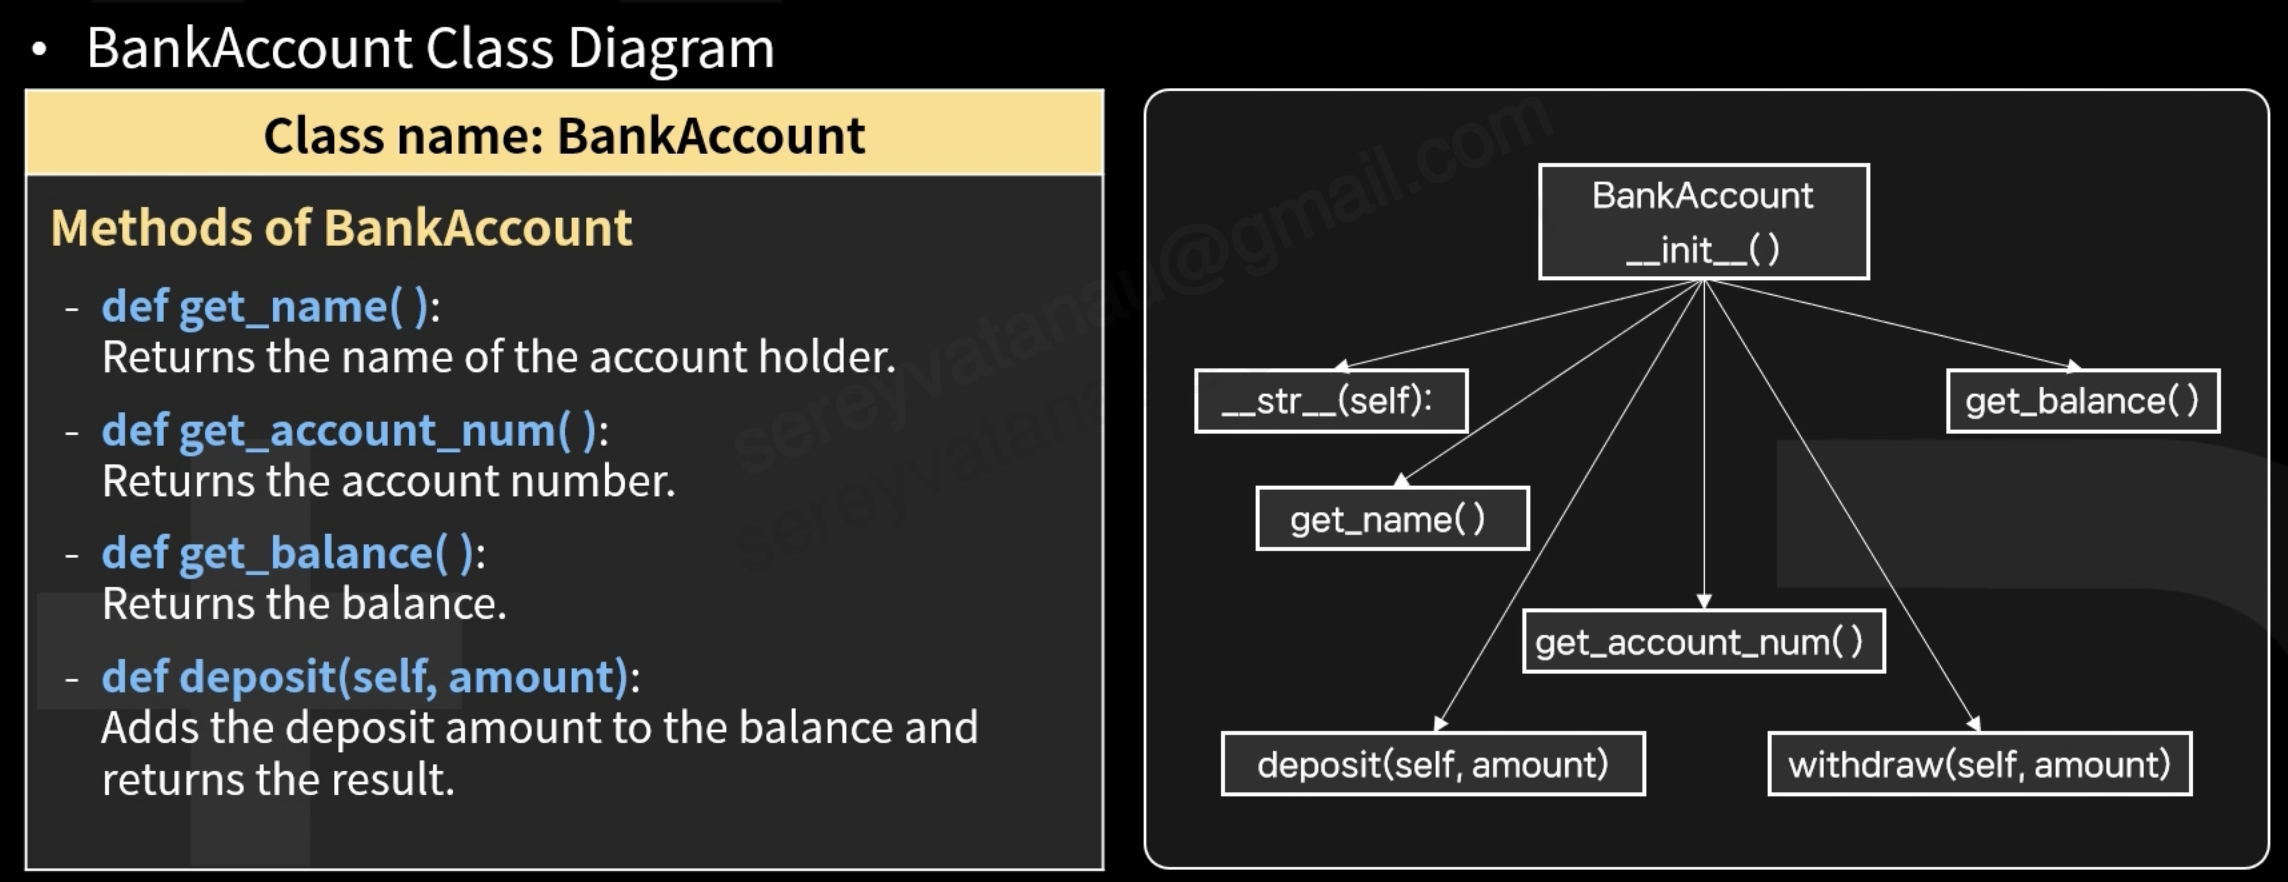 • BankAccount Class Diagram
Class name: BankAccount
Methods of BankAccount
- def get_name( ):
Returns the name of the account holder.
- def get_account_num( ):
Returns the account number.
- def get_balance( ):
Returns the balance.
- def deposit(self, amount):
Adds the deposit amount to the balance and
returns the result.
BankAccount
__init__( )
__str__(self):
get_balance( )
get_name( )
get_account_num( )
deposit(self, amount)
withdraw(self, amount)
sereyvatanau@gmail.com
sereyvatana